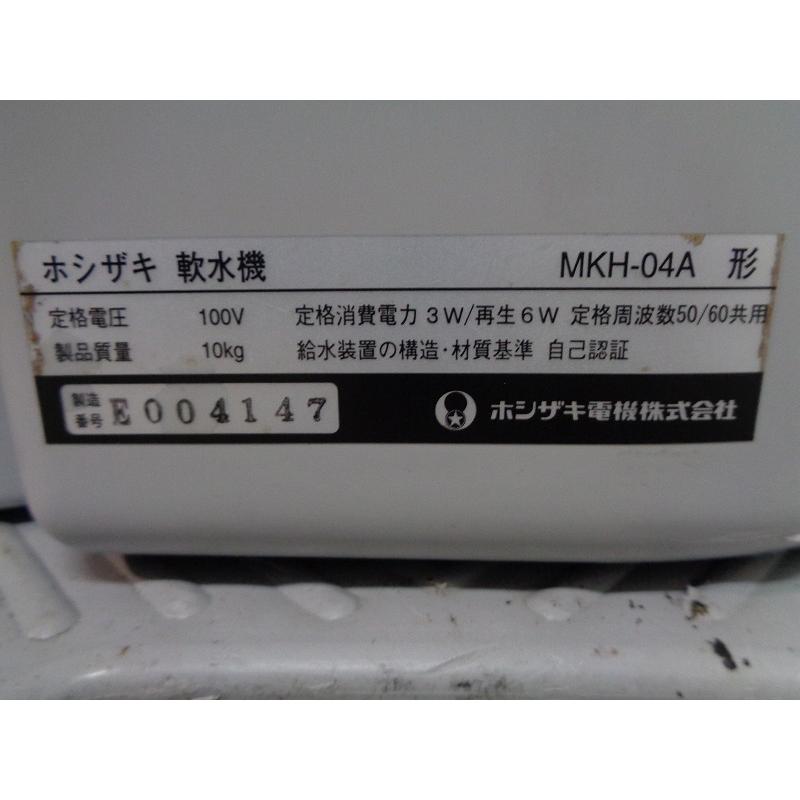 ホシザキ 軟水機 MKH-04A 形
定格電圧 100V 定格消費電力 3W/再生6W 定格周波数50/60共用
製品質量 10kg 給水装置の構造・材質基準 自己認証
製造番号 E004147 ホシザキ電機株式会社